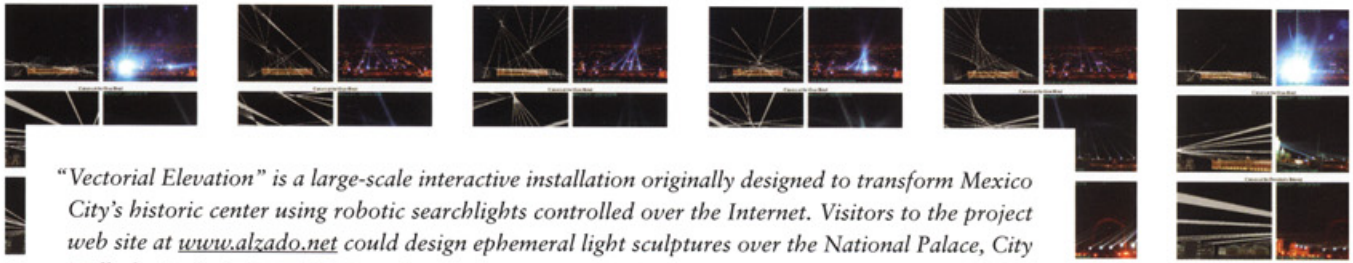 “Vectorial Elevation” is a large-scale interactive installation originally designed to transform Mexico
City’s historic center using robotic searchlights controlled over the Internet. Visitors to the project
web site at www.alzado.net could design ephemeral light sculptures over the National Palace, City